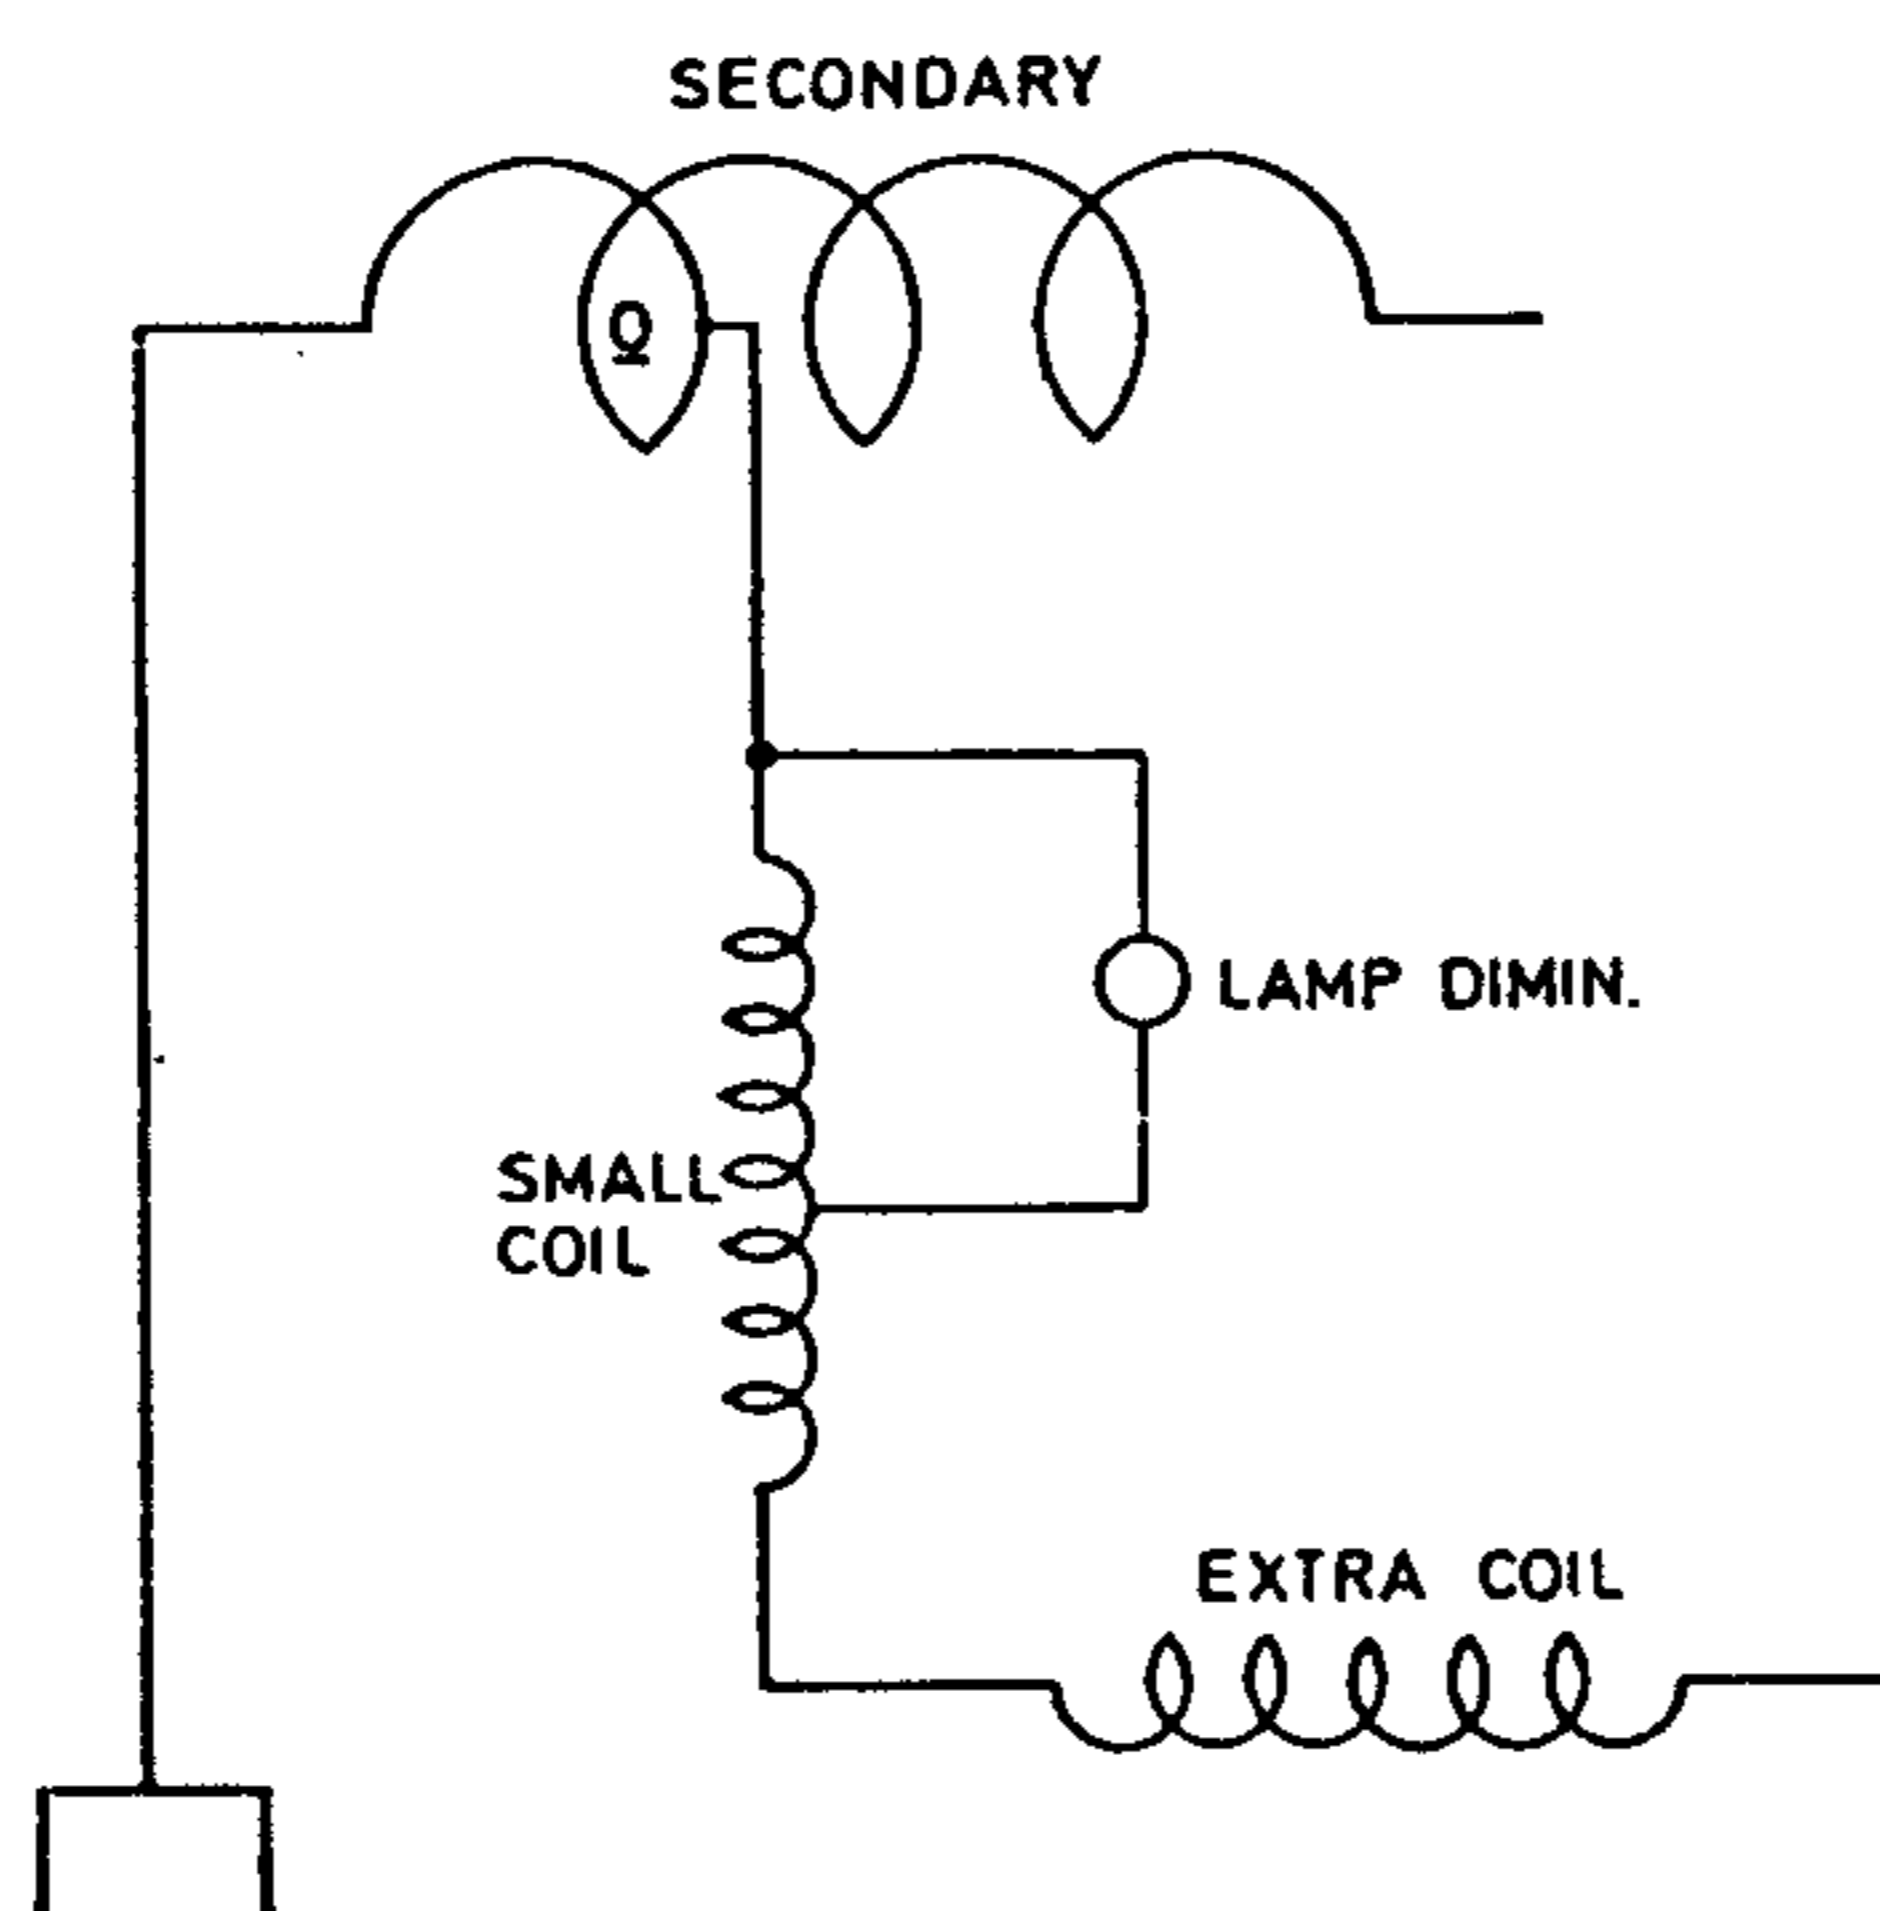 SECONDARY
Q
LAMP DIMIN.
SMALL
COIL
EXTRA COIL